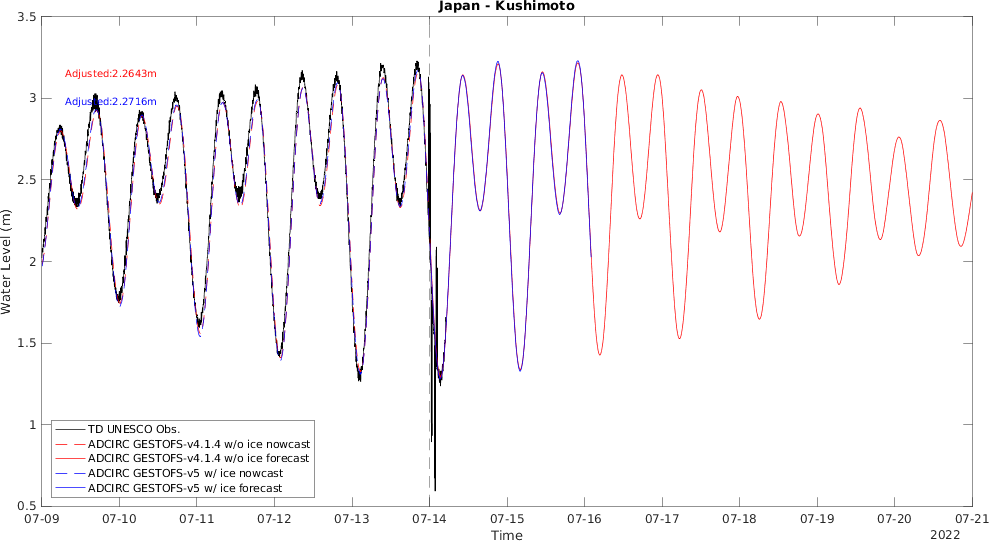 Japan - Kushimoto
3.5
3
2.5
2
1.5
1
0.5
Water Level (m)
Adjusted:2.2643m
Adjusted:2.2716m
TD UNESCO Obs.
ADCIRC GESTOFS-v4.1.4 w/o ice nowcast
ADCIRC GESTOFS-v4.1.4 w/o ice forecast
ADCIRC GESTOFS-v5 w/ ice nowcast
ADCIRC GESTOFS-v5 w/ ice forecast
07-09 07-10 07-11 07-12 07-13 07-14 07-15 07-16 07-17 07-18 07-19 07-20 07-21
Time
2022